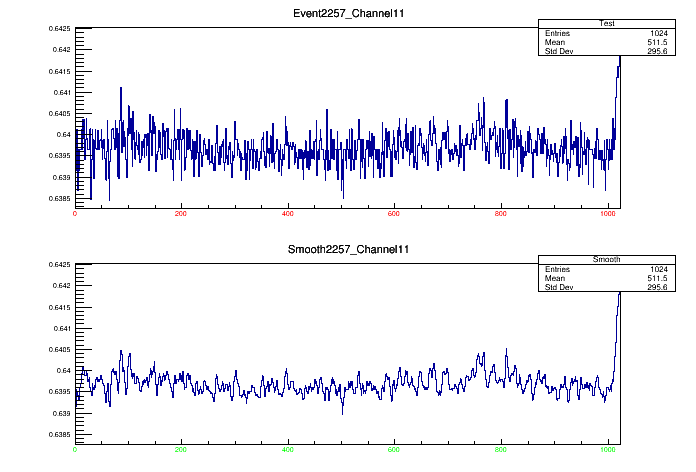 Event2257_Channel11
Test
Entries 1024
Mean 511.5
Std Dev 295.6
0.6425
0.642
0.6415
0.641
0.6405
0.64
0.6395
0.639
0.6385
0 200 400 600 800 1000
Smooth2257_Channel11
Smooth
Entries 1024
Mean 511.5
Std Dev 295.6
0.6425
0.642
0.6415
0.641
0.6405
0.64
0.6395
0.639
0.6385
0 200 400 600 800 1000